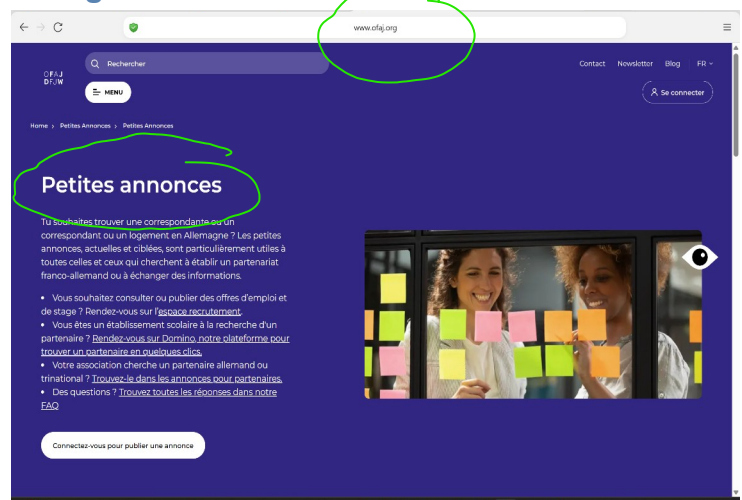 www.ofaj.org
Rechercher
Contact Newsletter Blog FR
OFAJ
DFJW
MENU
Se connecter
Home > Petites Annonces > Petites Annonces
Petites annonces
Tu souhaites trouver une correspondante ou un
correspondant ou un logement en Allemagne ? Les petites
annonces, actuelles et ciblées, sont particulièrement utiles à
toutes celles et ceux qui cherchent à établir un partenariat
franco-allemand ou à échanger des informations.
• Vous souhaitez consulter ou publier des offres d'emploi et
de stage ? Rendez-vous sur l'espace recrutement.
• Vous êtes un établissement scolaire à la recherche d'un
partenaire ? Rendez-vous sur Domino, notre plateforme pour
trouver un partenaire en quelques clics.
• Votre association cherche un partenaire allemand ou
trinational ? Trouvez-le dans les annonces pour partenaires.
• Des questions ? Trouvez toutes les réponses dans notre
FAQ
Connectez-vous pour publier une annonce